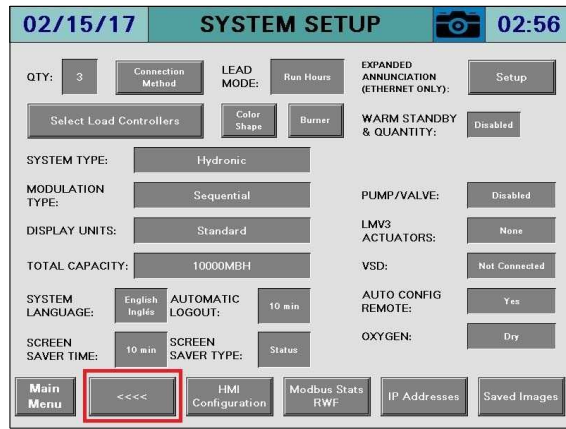 02/15/17 SYSTEM SETUP 02:56
QTY: 3 Connection Method LEAD MODE: Run Hours EXPANDED ANNUNCIATION (ETHERNET ONLY): Setup
Select Load Controllers Color Shape Burner WARM STANDBY & QUANTITY: Disabled
SYSTEM TYPE: Hydronic
MODULATION TYPE: Sequential PUMP/VALVE: Disabled
DISPLAY UNITS: Standard LMV3 ACTUATORS: None
TOTAL CAPACITY: 10000MBH VSD: Not Connected
SYSTEM LANGUAGE: English Inglés AUTOMATIC LOGOUT: 10 min AUTO CONFIG REMOTE: Yes
SCREEN SAVER TIME: 10 min SCREEN SAVER TYPE: Status OXYGEN: Dry
Main Menu <<<< HMI Configuration Modbus Stats RWF IP Addresses Saved Images